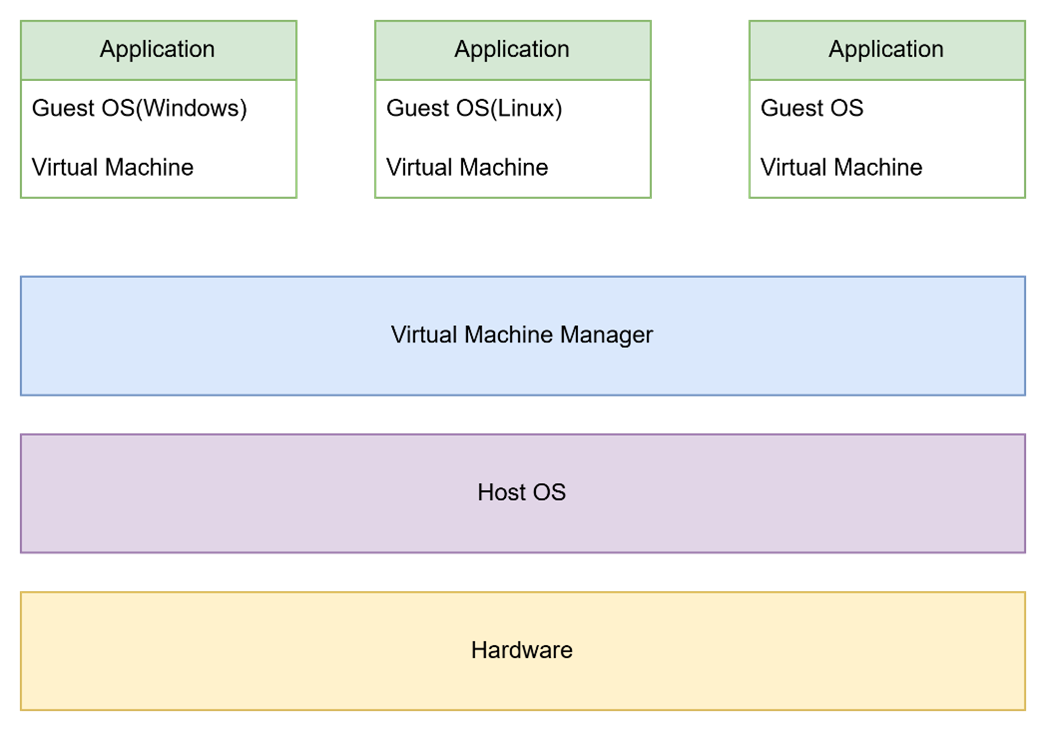 Application
Guest OS(Windows)
Virtual Machine
Application
Guest OS(Linux)
Virtual Machine
Application
Guest OS
Virtual Machine
Virtual Machine Manager
Host OS
Hardware